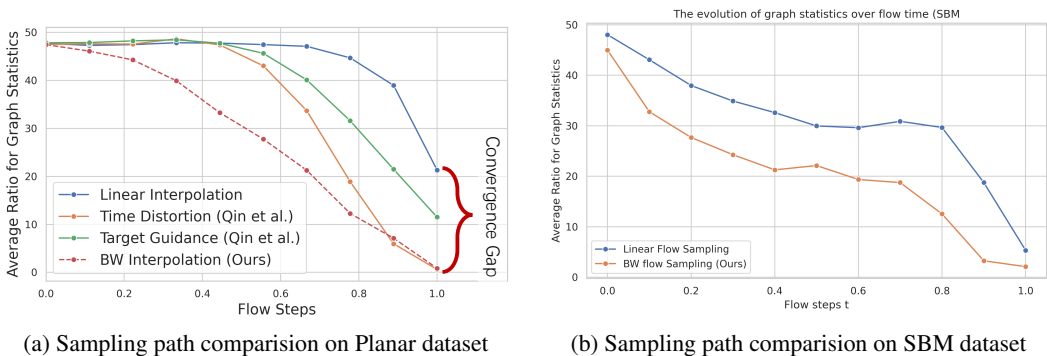 Average Ratio for Graph Statistics
50
40
30
20
10
0
0.0
0.2
0.4
0.6
0.8
1.0
Flow Steps
Linear Interpolation
Time Distortion (Qin et al.)
Target Guidance (Qin et al.)
BW Interpolation (Ours)
Convergence Gap
(a) Sampling path comparision on Planar dataset
The evolution of graph statistics over flow time (SBM
Average Ratio for Graph Statistics
50
40
30
20
10
0
0.0
0.2
0.4
0.6
0.8
1.0
Flow steps t
Linear Flow Sampling
BW flow Sampling (Ours)
(b) Sampling path comparision on SBM dataset